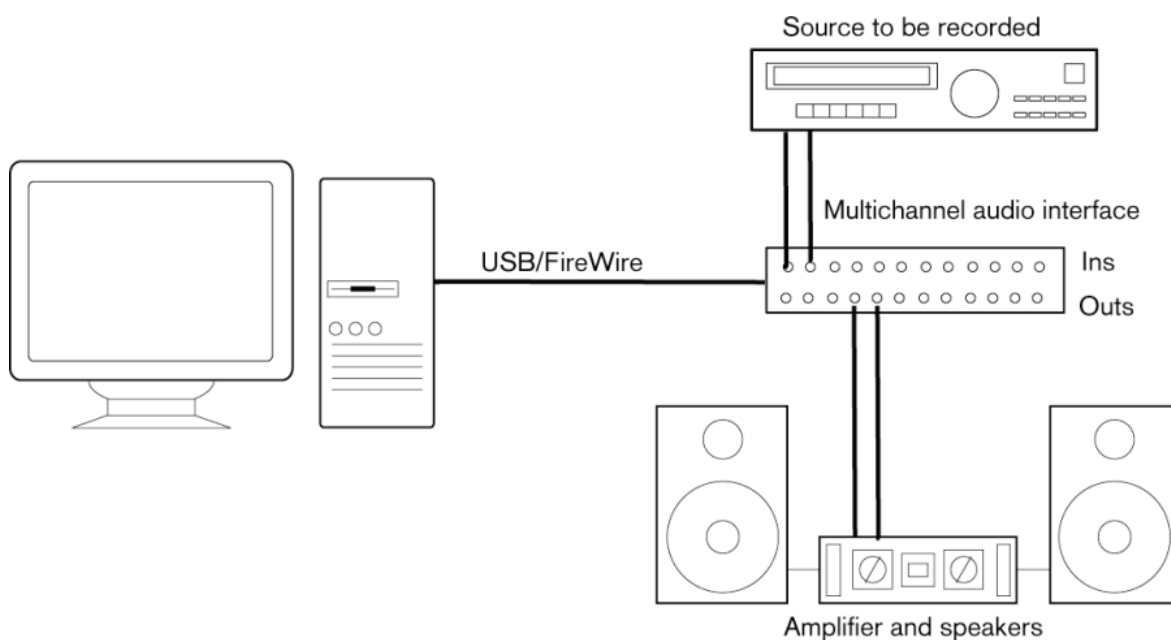 Source to be recorded
Multichannel audio interface
USB/FireWire
Ins
Outs
Amplifier and speakers